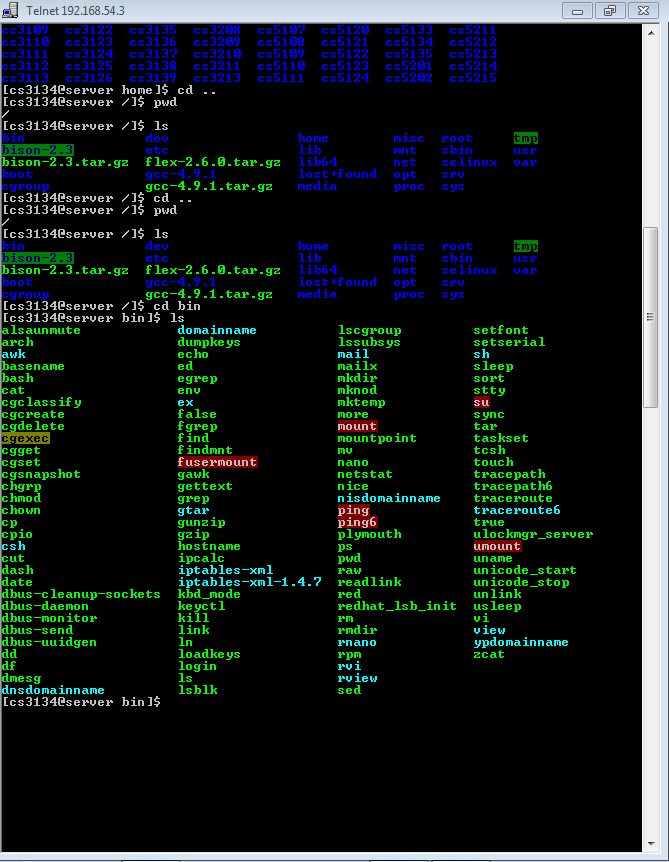 Telnet 192.168.54.3
cs3109 cs3122 cs3135 cs3208 cs5107 cs5120 cs5133 cs5211
cs3110 cs3123 cs3136 cs3209 cs5108 cs5121 cs5134 cs5212
cs3111 cs3124 cs3137 cs3210 cs5109 cs5122 cs5135 cs5213
cs3112 cs3125 cs3138 cs3211 cs5110 cs5123 cs5201 cs5214
cs3113 cs3126 cs3139 cs3213 cs5111 cs5124 cs5202 cs5215
[cs3134@server home]$ cd ..
[cs3134@server /]$ pwd
/
[cs3134@server /]$ ls
bin dev home misc root tmp
bison-2.3 etc lib mnt sbin usr
bison-2.3.tar.gz flex-2.6.0.tar.gz lib64 net selinux var
boot gcc-4.9.1 lost+found opt srv
cgroup gcc-4.9.1.tar.gz media proc sys
[cs3134@server /]$ cd ..
[cs3134@server /]$ pwd
/
[cs3134@server /]$ ls
bin dev home misc root tmp
bison-2.3 etc lib mnt sbin usr
bison-2.3.tar.gz flex-2.6.0.tar.gz lib64 net selinux var
boot gcc-4.9.1 lost+found opt srv
cgroup gcc-4.9.1.tar.gz media proc sys
[cs3134@server /]$ cd bin
[cs3134@server bin]$ ls
alsaunmute domainname lscgroup setfont
arch dumpkeys lssubsys setserial
awk echo mail sh
basename ed mailx sleep
bash egrep mkdir sort
cat env mknod stty
cgclassify ex mktemp su
cgcreate false more sync
cgdelete fgrep mount tar
cgexec find mountpoint taskset
cgget findmnt mv tcsh
cgset fusermount nano touch
cgsnapshot gawk netstat tracepath
chgrp gettext nice tracepath6
chmod grep nisdomainname traceroute
chown gtar ping traceroute6
cp gunzip ping6 true
cpio gzip plymouth ulockmgr_server
csh hostname ps umount
cut ipcalc pwd uname
dash iptables-xml raw unicode_start
date iptables-xml-1.4.7 readlink unicode_stop
dbus-cleanup-sockets kbd_mode red unlink
dbus-daemon keyctl redhat_lsb_init usleep
dbus-monitor kill rm vi
dbus-send link rmdir view
dbus-uuidgen ln rnano ypdomainname
dd loadkeys rpm zcat
df login rvi
dmesg ls rview
dnsdomainname lsblk sed
[cs3134@server bin]$